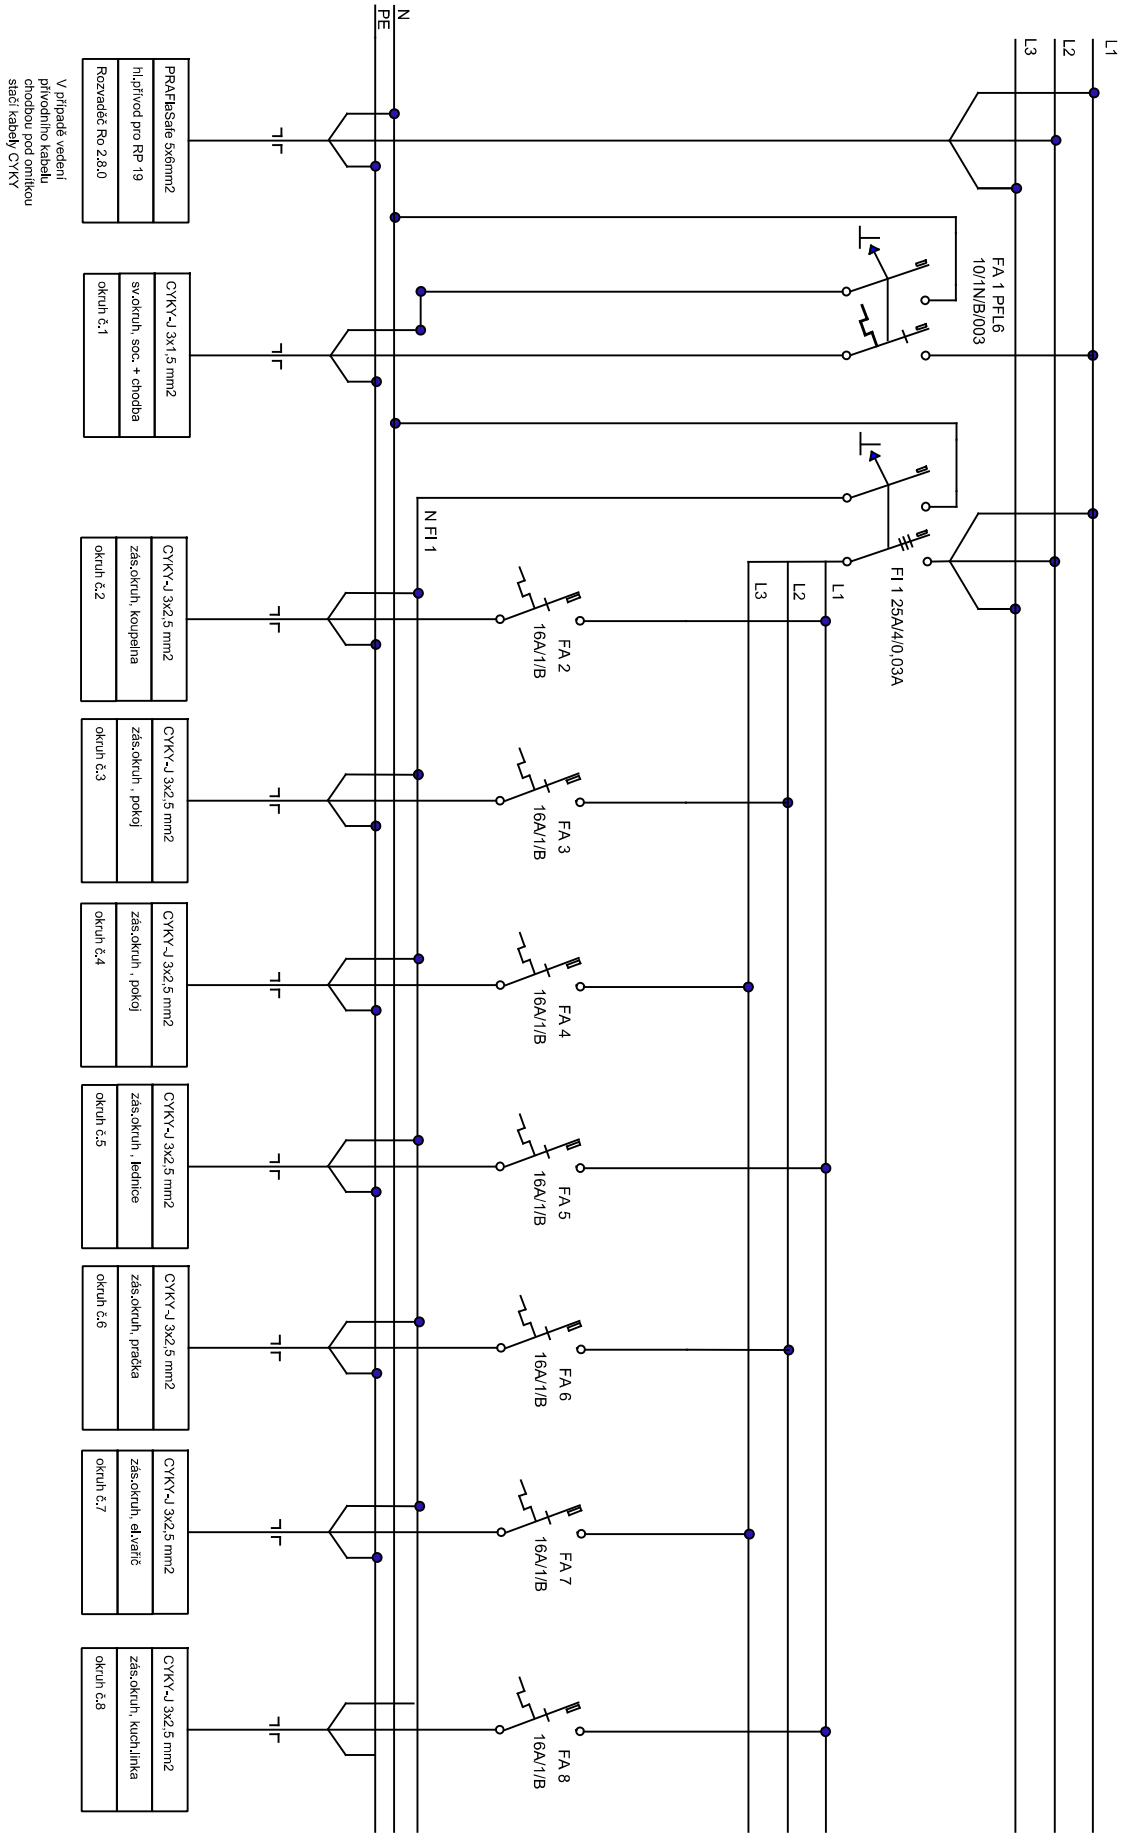 L1
L2
L3
FA 1 PFL6
10/1N/B/003
FI 1 25A/4/0,03A
L1
L2
L3
FA 2
16A/1/B
FA 3
16A/1/B
FA 4
16A/1/B
FA 5
16A/1/B
FA 6
16A/1/B
FA 7
16A/1/B
FA 8
16A/1/B
N FI 1
N
PE
PRAFlaSafe 5x6mm2
hl.přívod pro RP 19
Rozvaděč Ro 2.8.0
CYKY-J 3x1,5 mm2
sv.okruh, soc. + chodba
okruh č.1
CYKY-J 3x2,5 mm2
zás.okruh, koupelna
okruh č.2
CYKY-J 3x2,5 mm2
zás.okruh , pokoj
okruh č.3
CYKY-J 3x2,5 mm2
zás.okruh , pokoj
okruh č.4
CYKY-J 3x2,5 mm2
zás.okruh , lednice
okruh č.5
CYKY-J 3x2,5 mm2
zás.okruh, pračka
okruh č.6
CYKY-J 3x2,5 mm2
zás.okruh, el.vařič
okruh č.7
CYKY-J 3x2,5 mm2
zás.okruh, kuch.linka
okruh č.8
V případě vedení
přívodního kabelu
chodbou pod omítkou
stačí kabely CYKY